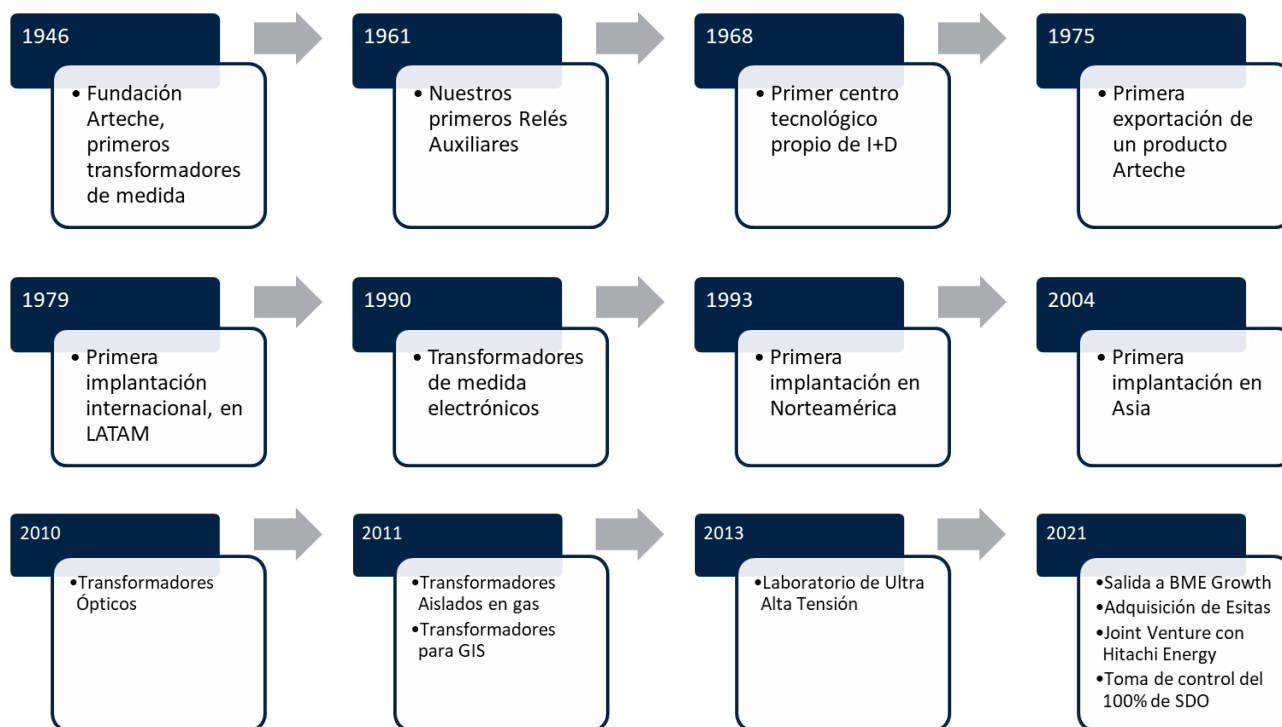 1946
• Fundación
Arteche,
primeros
transformadores
de medida
1961
• Nuestros
primeros Relés
Auxiliares
1968
• Primer centro
tecnológico
propio de I+D
1975
• Primera
exportación de
un producto
Arteche
1979
• Primera
implantación
internacional, en
LATAM
1990
• Transformadores
de medida
electrónicos
1993
• Primera
implantación en
Norteamérica
2004
• Primera
implantación en
Asia
2010
•Transformadores
Ópticos
2011
•Transformadores
Aislados en gas
•Transformadores
para GIS
2013
•Laboratorio de Ultra
Alta Tensión
2021
•Salida a BME Growth
•Adquisición de Esitas
•Joint Venture con
Hitachi Energy
•Toma de control del
100% de SDO